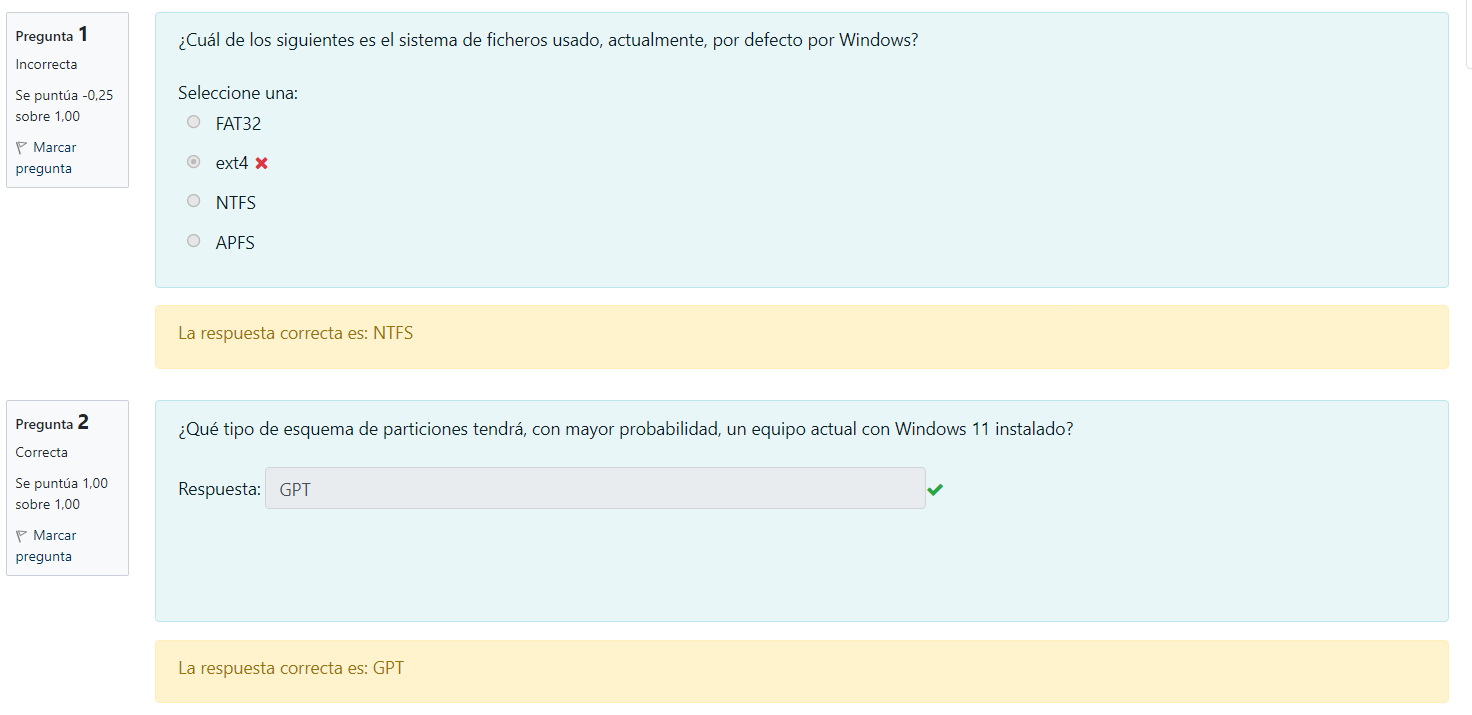 Pregunta 1
Incorrecta
Se puntúa -0,25
sobre 1,00
Marcar
pregunta
¿Cuál de los siguientes es el sistema de ficheros usado, actualmente, por defecto por Windows?
Seleccione una:
FAT32
ext4
NTFS
APFS
La respuesta correcta es: NTFS
Pregunta 2
Correcta
Se puntúa 1,00
sobre 1,00
Marcar
pregunta
¿Qué tipo de esquema de particiones tendrá, con mayor probabilidad, un equipo actual con Windows 11 instalado?
Respuesta: GPT
La respuesta correcta es: GPT